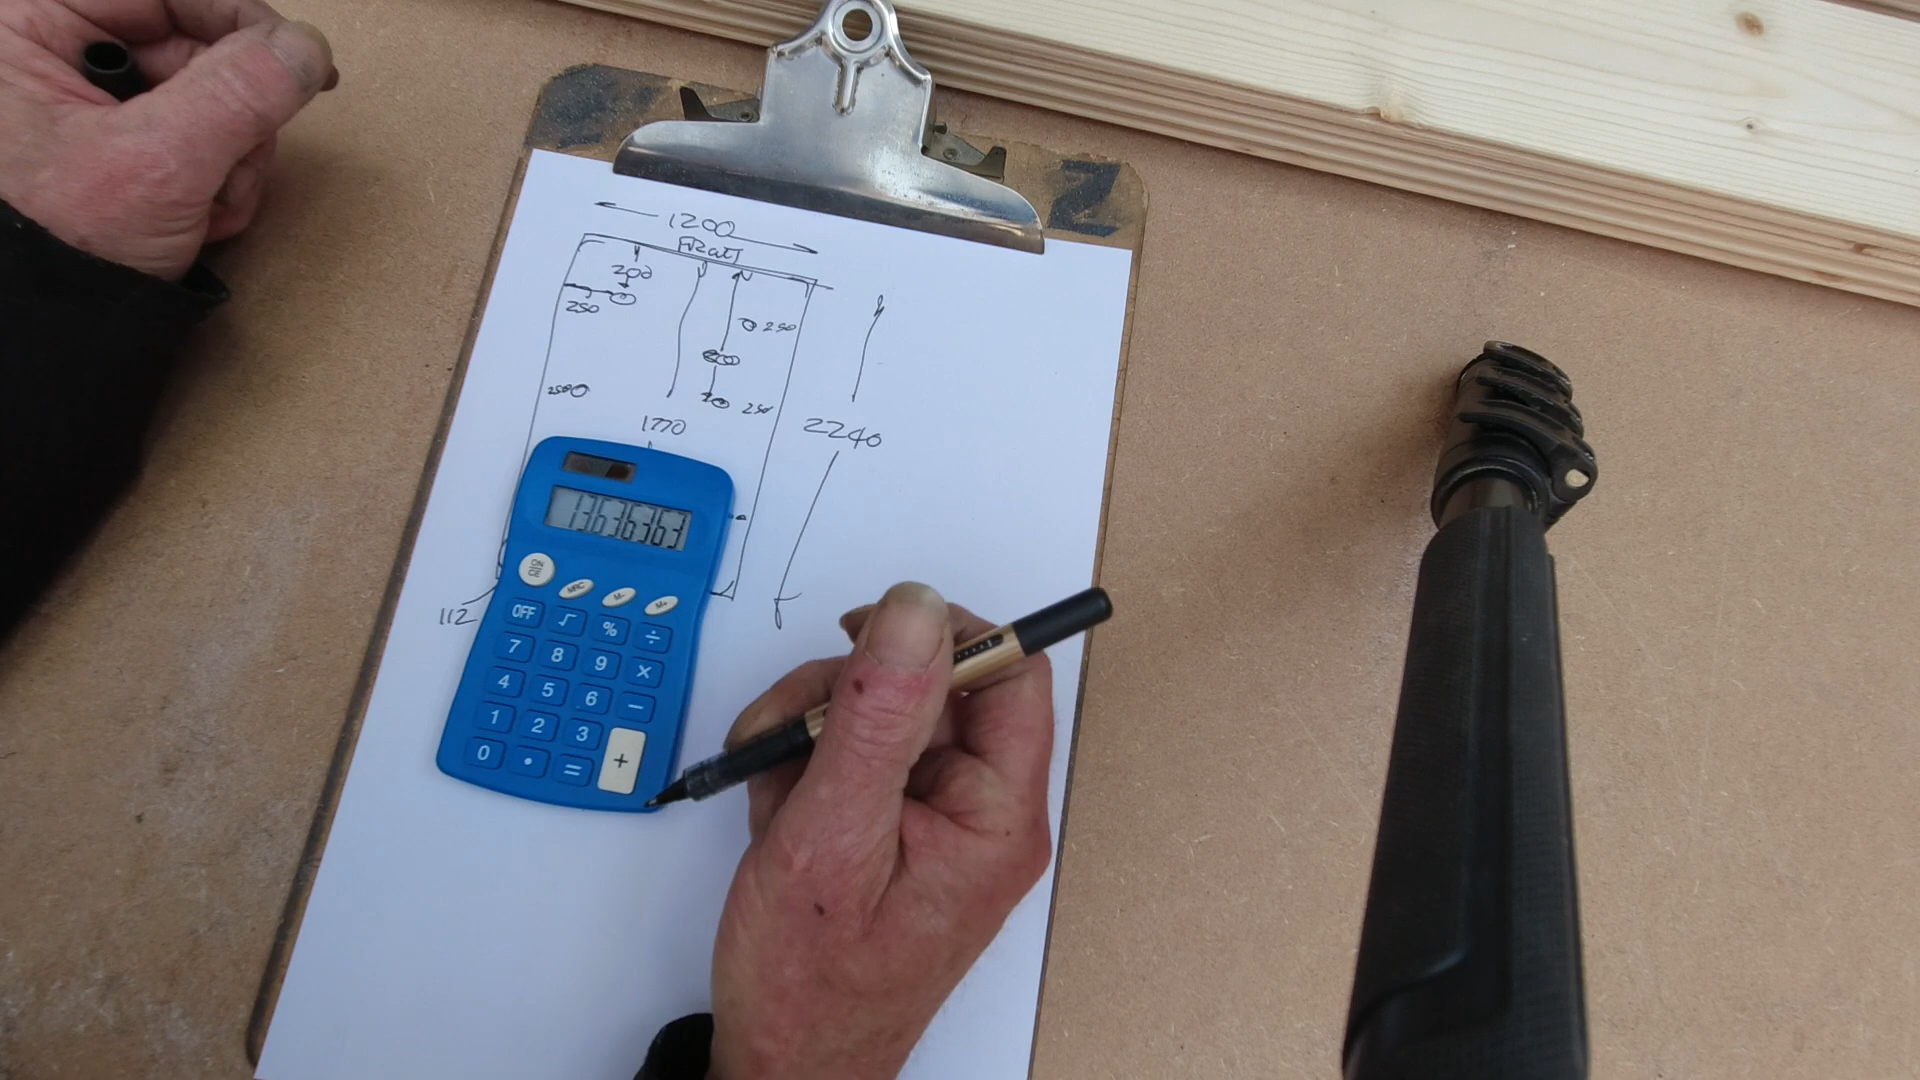 1200
FRONT
200
250
250
250
250
1770
2240
112
13636363
ON/C
MRC M- M+
OFF √ % ÷
7 8 9 ×
4 5 6 −
1 2 3 +
0 . =